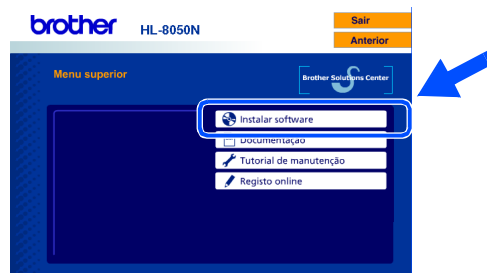 brother HL-8050N
Sair
Anterior
Menu superior
Brother Solutions Center
Instalar software
Documentação
Tutorial de manutenção
Registo online